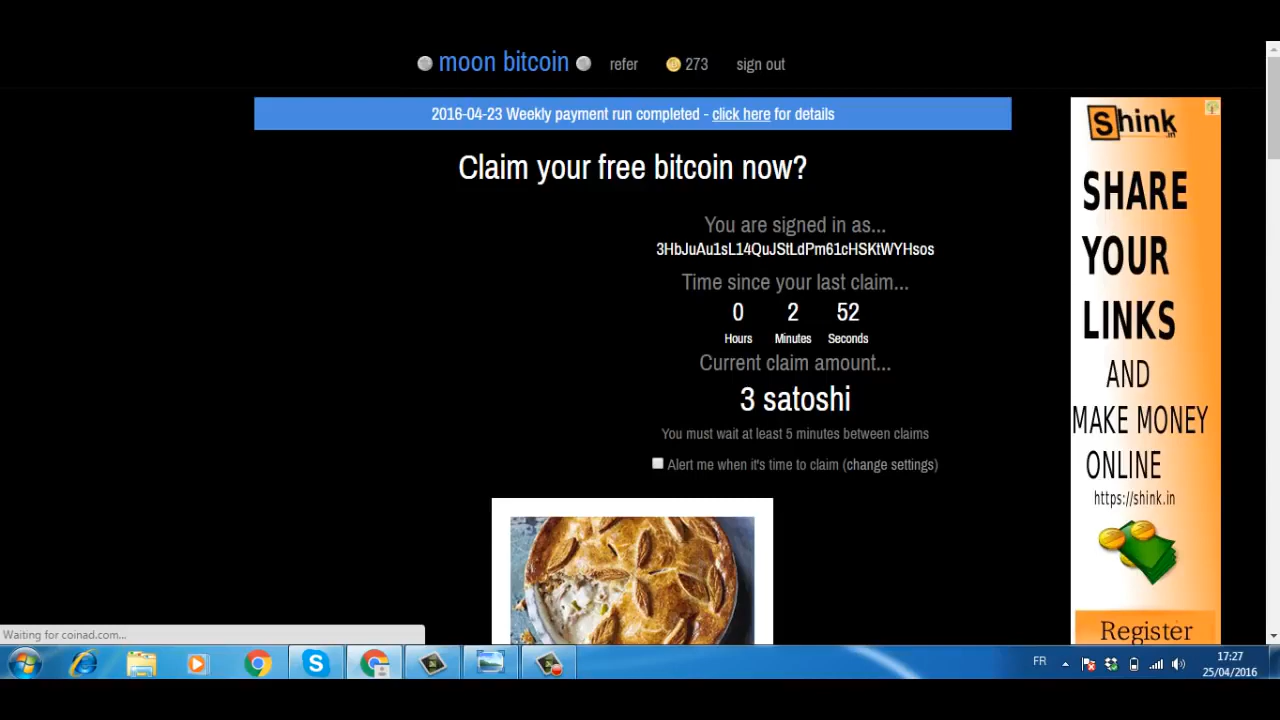 moon bitcoin refer 273 sign out
2016-04-23 Weekly payment run completed - click here for details
Claim your free bitcoin now?
You are signed in as...
3HbJuAu1sL14QuJStLdPm61cHSKtWYHsos
Time since your last claim...
0 2 52
Hours Minutes Seconds
Current claim amount...
3 satoshi
You must wait at least 5 minutes between claims
Alert me when it's time to claim (change settings)
Shink.in
SHARE
YOUR
LINKS
AND
MAKE MONEY
ONLINE
https://shink.in
Register
Waiting for coinad.com...
FR
17:27
25/04/2016